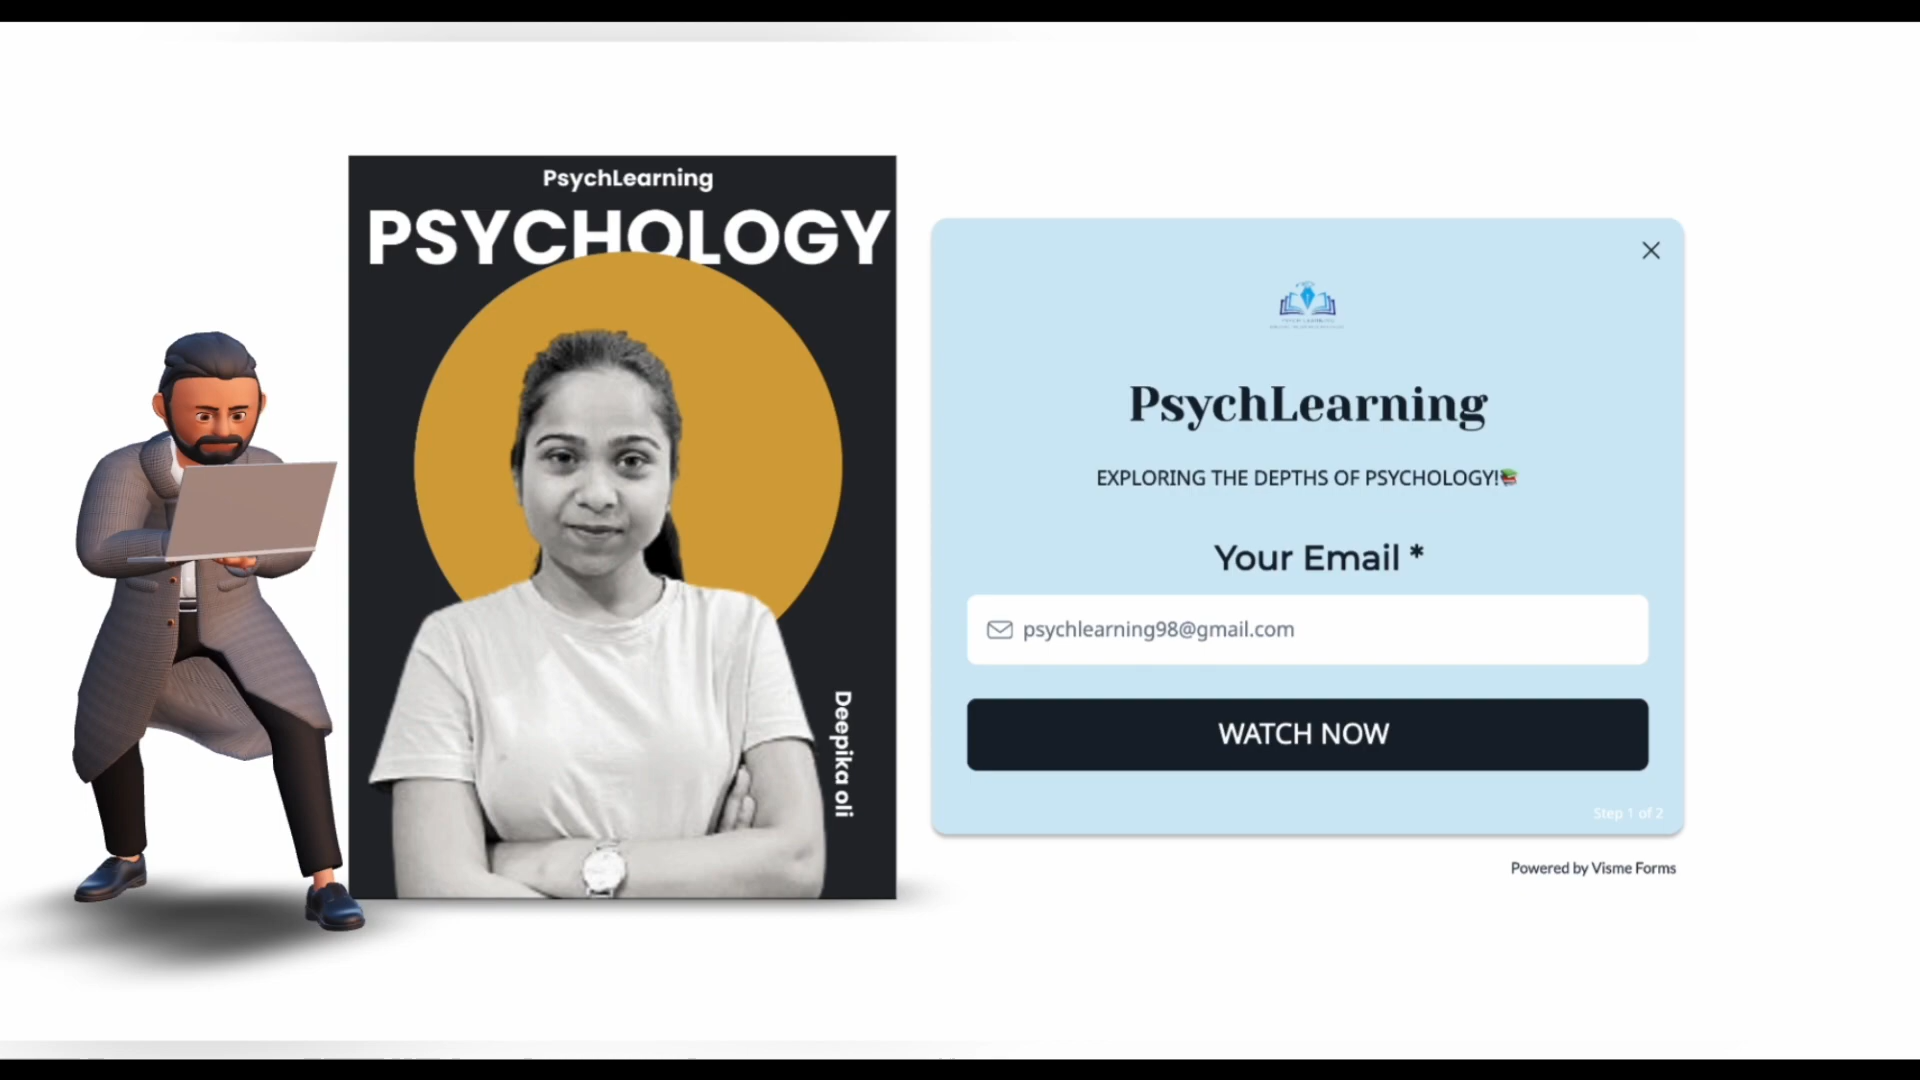 PsychLearning
PSYCHOLOGY
Deepika oli
PsychLearning
EXPLORING THE DEPTHS OF PSYCHOLOGY!📚
Your Email *
psychlearning98@gmail.com
WATCH NOW
Step 1 of 2
Powered by Visme Forms